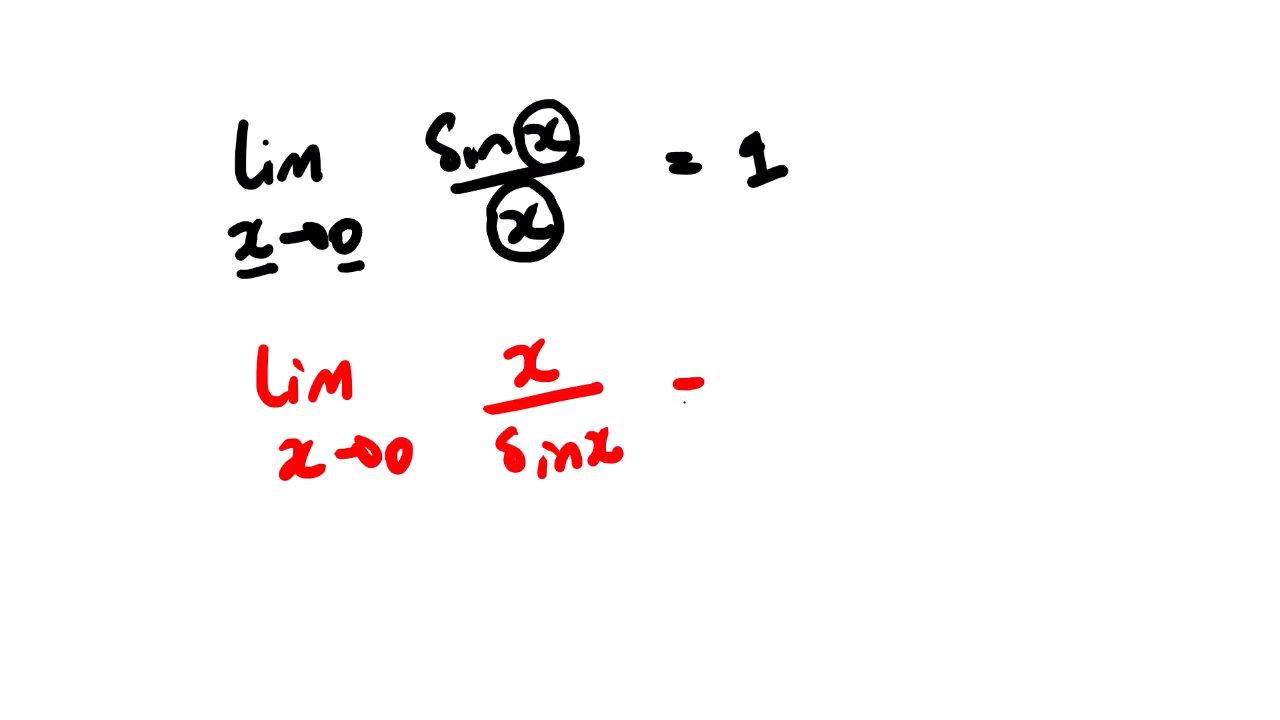 lim sin x / x = 1
x→0
lim x / sin x =
x→0